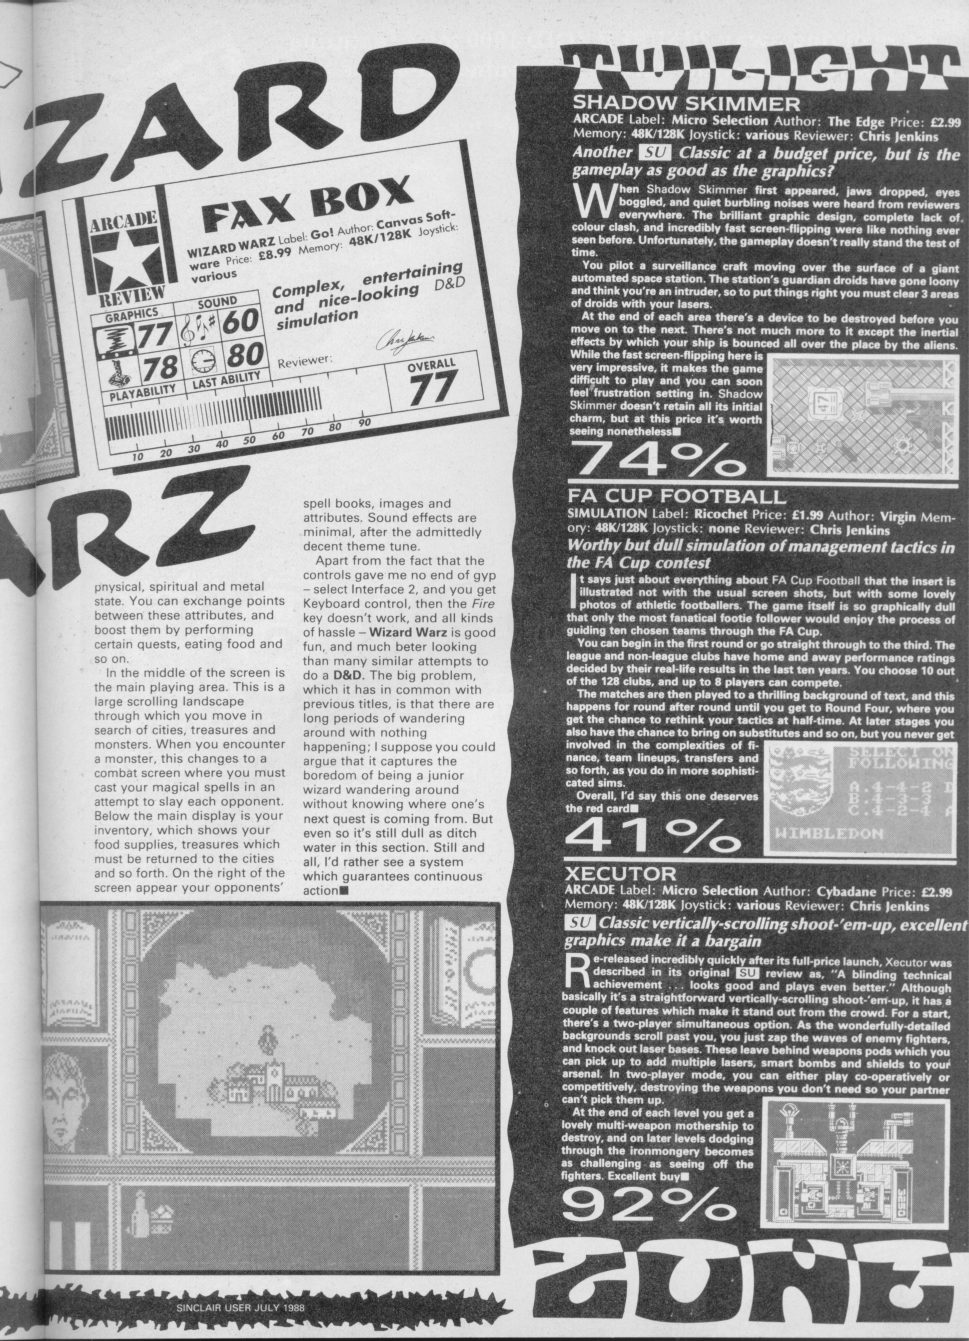 WIZARD
ARCADE
REVIEW
FAX BOX
WIZARD WARZ Label: Go! Author: Canvas Soft-
ware Price: £8.99 Memory: 48K/128K Joystick:
various
GRAPHICS
77
SOUND
60
78
PLAYABILITY
80
LAST ABILITY
Complex, entertaining
and nice-looking D&D
simulation
Reviewer:
OVERALL
77
10 20 30 40 50 60 70 80 90
WARZ
physical, spiritual and metal
state. You can exchange points
between these attributes, and
boost them by performing
certain quests, eating food and
so on.
In the middle of the screen is
the main playing area. This is a
large scrolling landscape
through which you move in
search of cities, treasures and
monsters. When you encounter
a monster, this changes to a
combat screen where you must
cast your magical spells in an
attempt to slay each opponent.
Below the main display is your
inventory, which shows your
food supplies, treasures which
must be returned to the cities
and so forth. On the right of the
screen appear your opponents'
spell books, images and
attributes. Sound effects are
minimal, after the admittedly
decent theme tune.
Apart from the fact that the
controls gave me no end of gyp
– select Interface 2, and you get
Keyboard control, then the Fire
key doesn't work, and all kinds
of hassle – Wizard Warz is good
fun, and much beter looking
than many similar attempts to
do a D&D. The big problem,
which it has in common with
previous titles, is that there are
long periods of wandering
around with nothing
happening; I suppose you could
argue that it captures the
boredom of being a junior
wizard wandering around
without knowing where one's
next quest is coming from. But
even so it's still dull as ditch
water in this section. Still and
all, I'd rather see a system
which guarantees continuous
action■
SINCLAIR USER JULY 1988
TWILIGHT
SHADOW SKIMMER
ARCADE Label: Micro Selection Author: The Edge Price: £2.99
Memory: 48K/128K Joystick: various Reviewer: Chris Jenkins
Another SU Classic at a budget price, but is the
gameplay as good as the graphics?
When Shadow Skimmer first appeared, jaws dropped, eyes
boggled, and quiet burbling noises were heard from reviewers
everywhere. The brilliant graphic design, complete lack of
colour clash, and incredibly fast screen-flipping were like nothing ever
seen before. Unfortunately, the gameplay doesn't really stand the test of
time.
You pilot a surveillance craft moving over the surface of a giant
automated space station. The station's guardian droids have gone loony
and think you're an intruder, so to put things right you must clear 3 areas
of droids with your lasers.
At the end of each area there's a device to be destroyed before you
move on to the next. There's not much more to it except the inertial
effects by which your ship is bounced all over the place by the aliens.
While the fast screen-flipping here is
very impressive, it makes the game
difficult to play and you can soon
feel frustration setting in. Shadow
Skimmer doesn't retain all its initial
charm, but at this price it's worth
seeing nonetheless■
74%
FA CUP FOOTBALL
SIMULATION Label: Ricochet Price: £1.99 Author: Virgin Mem-
ory: 48K/128K Joystick: none Reviewer: Chris Jenkins
Worthy but dull simulation of management tactics in
the FA Cup contest
It says just about everything about FA Cup Football that the insert is
illustrated not with the usual screen shots, but with some lovely
photos of athletic footballers. The game itself is so graphically dull
that only the most fanatical footie follower would enjoy the process of
guiding ten chosen teams through the FA Cup.
You can begin in the first round or go straight through to the third. The
league and non-league clubs have home and away performance ratings
decided by their real-life results in the last ten years. You choose 10 out
of the 128 clubs, and up to 8 players can compete.
The matches are then played to a thrilling background of text, and this
happens for round after round until you get to Round Four, where you
get the chance to rethink your tactics at half-time. At later stages you
also have the chance to bring on substitutes and so on, but you never get
involved in the complexities of fi-
nance, team lineups, transfers and
so forth, as you do in more sophisti-
cated sims.
Overall, I'd say this one deserves
the red card■
41%
SELECT ON
FOLLOWING
B.4-4-2 D
C.4-2-4 A
WIMBLEDON
XECUTOR
ARCADE Label: Micro Selection Author: Cybadane Price: £2.99
Memory: 48K/128K Joystick: various Reviewer: Chris Jenkins
SU Classic vertically-scrolling shoot-'em-up, excellent
graphics make it a bargain
Re-released incredibly quickly after its full-price launch, Xecutor was
described in its original SU review as, "A blinding technical
achievement ... looks good and plays even better." Although
basically it's a straightforward vertically-scrolling shoot-'em-up, it has a
couple of features which make it stand out from the crowd. For a start,
there's a two-player simultaneous option. As the wonderfully-detailed
backgrounds scroll past you, you just zap the waves of enemy fighters,
and knock out laser bases. These leave behind weapons pods which you
can pick up to add multiple lasers, smart bombs and shields to your
arsenal. In two-player mode, you can either play co-operatively or
competitively, destroying the weapons you don't need so your partner
can't pick them up.
At the end of each level you get a
lovely multi-weapon mothership to
destroy, and on later levels dodging
through the ironmongery becomes
as challenging as seeing off the
fighters. Excellent buy■
92%
ZONE